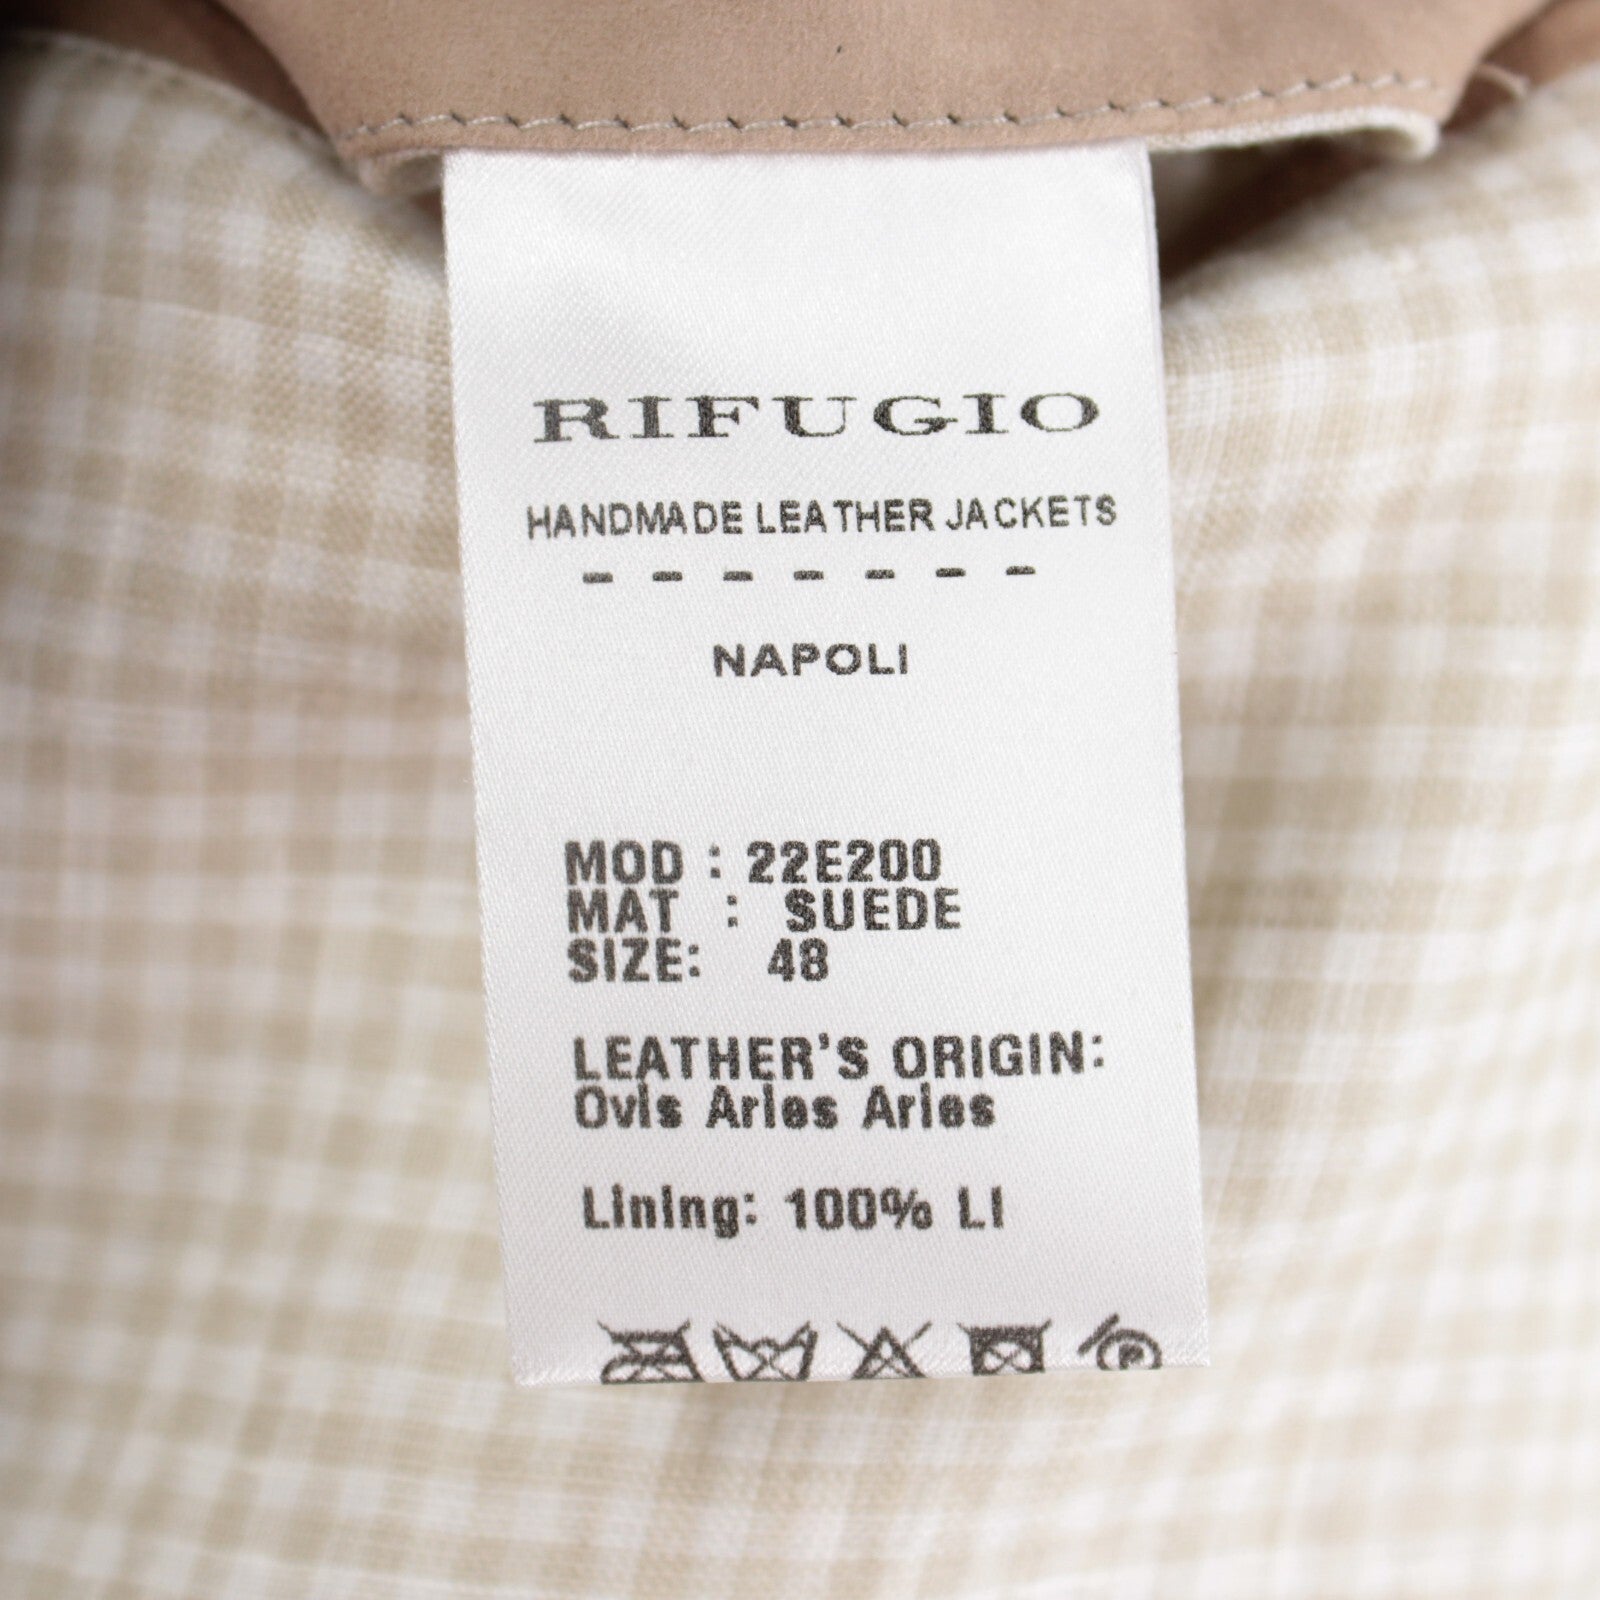 RIFUGIO
HANDMADE LEATHER JACKETS
- - - - - - -
NAPOLI
MOD : 22E200
MAT : SUEDE
SIZE: 48
LEATHER'S ORIGIN:
Ovis Aries Aries
Lining: 100% LI
P